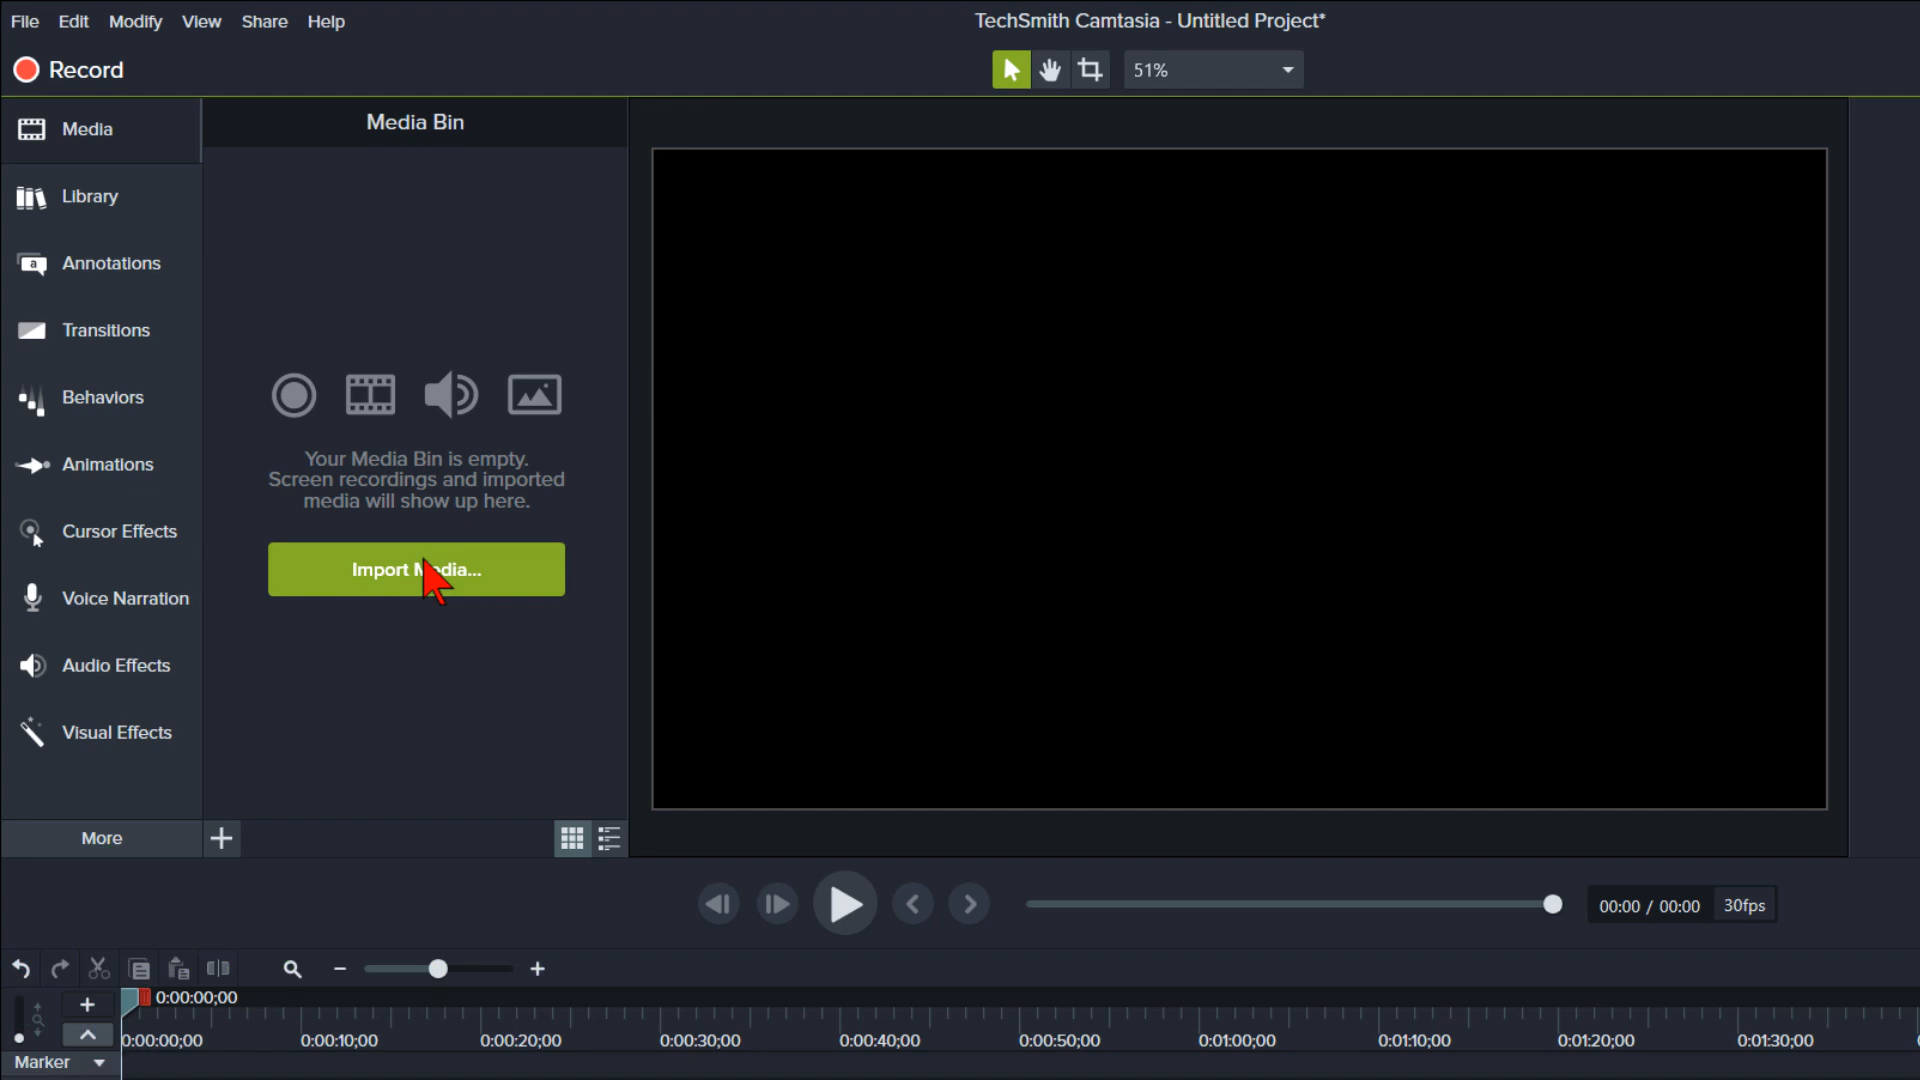 File Edit Modify View Share Help
TechSmith Camtasia - Untitled Project*
Record
51%
Media
Media Bin
Library
Annotations
Transitions
Behaviors
Animations
Cursor Effects
Voice Narration
Audio Effects
Visual Effects
Your Media Bin is empty.
Screen recordings and imported
media will show up here.
Import Media...
More
00:00 / 00:00 30fps
0:00:00;00
0:00:00;00 0:00:10;00 0:00:20;00 0:00:30;00 0:00:40;00 0:00:50;00 0:01:00;00 0:01:10;00 0:01:20;00 0:01:30;00
Marker